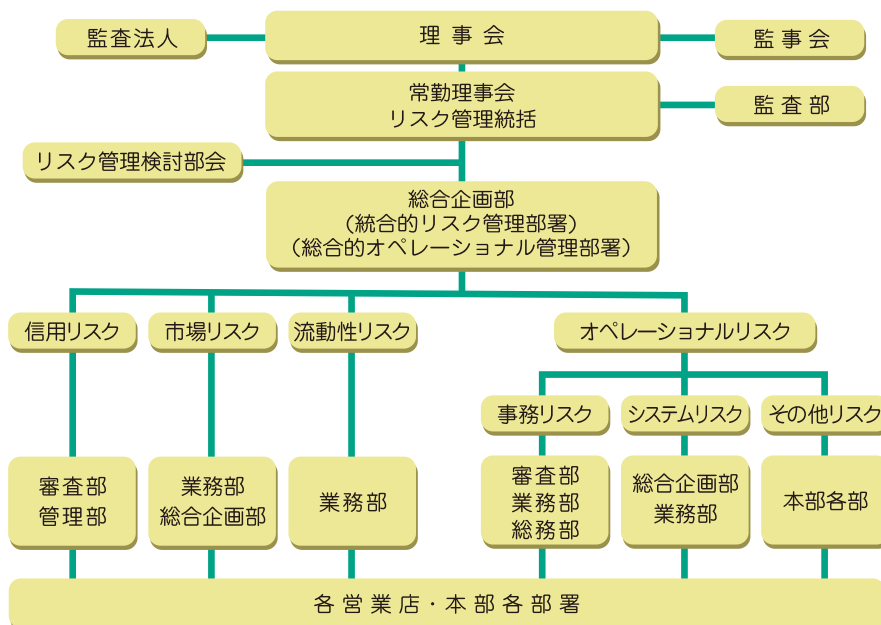 監査法人
理事会
監事会
常勤理事会
リスク管理統括
監査部
リスク管理検討部会
総合企画部
(統合的リスク管理部署)
(総合的オペレーショナル管理部署)
信用リスク
市場リスク
流動性リスク
オペレーショナルリスク
事務リスク
システムリスク
その他リスク
審査部
管理部
業務部
総合企画部
業務部
審査部
業務部
総務部
総合企画部
業務部
本部各部
各営業店・本部各部署